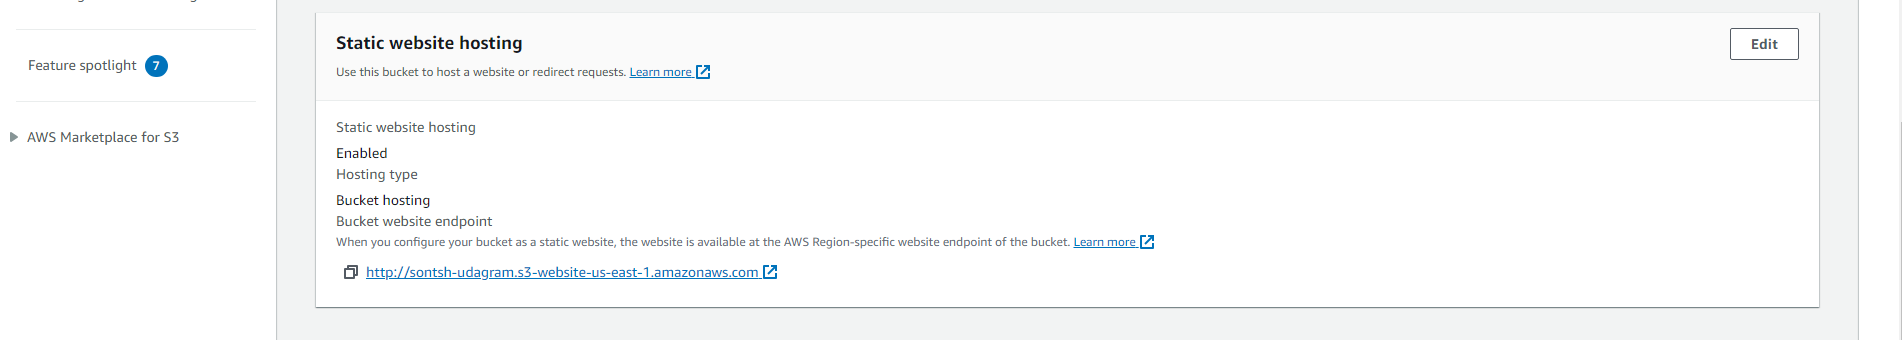 Feature spotlight 7
AWS Marketplace for S3
Static website hosting
Edit
Use this bucket to host a website or redirect requests. Learn more
Static website hosting
Enabled
Hosting type
Bucket hosting
Bucket website endpoint
When you configure your bucket as a static website, the website is available at the AWS Region-specific website endpoint of the bucket. Learn more
http://sontsh-udagram.s3-website-us-east-1.amazonaws.com